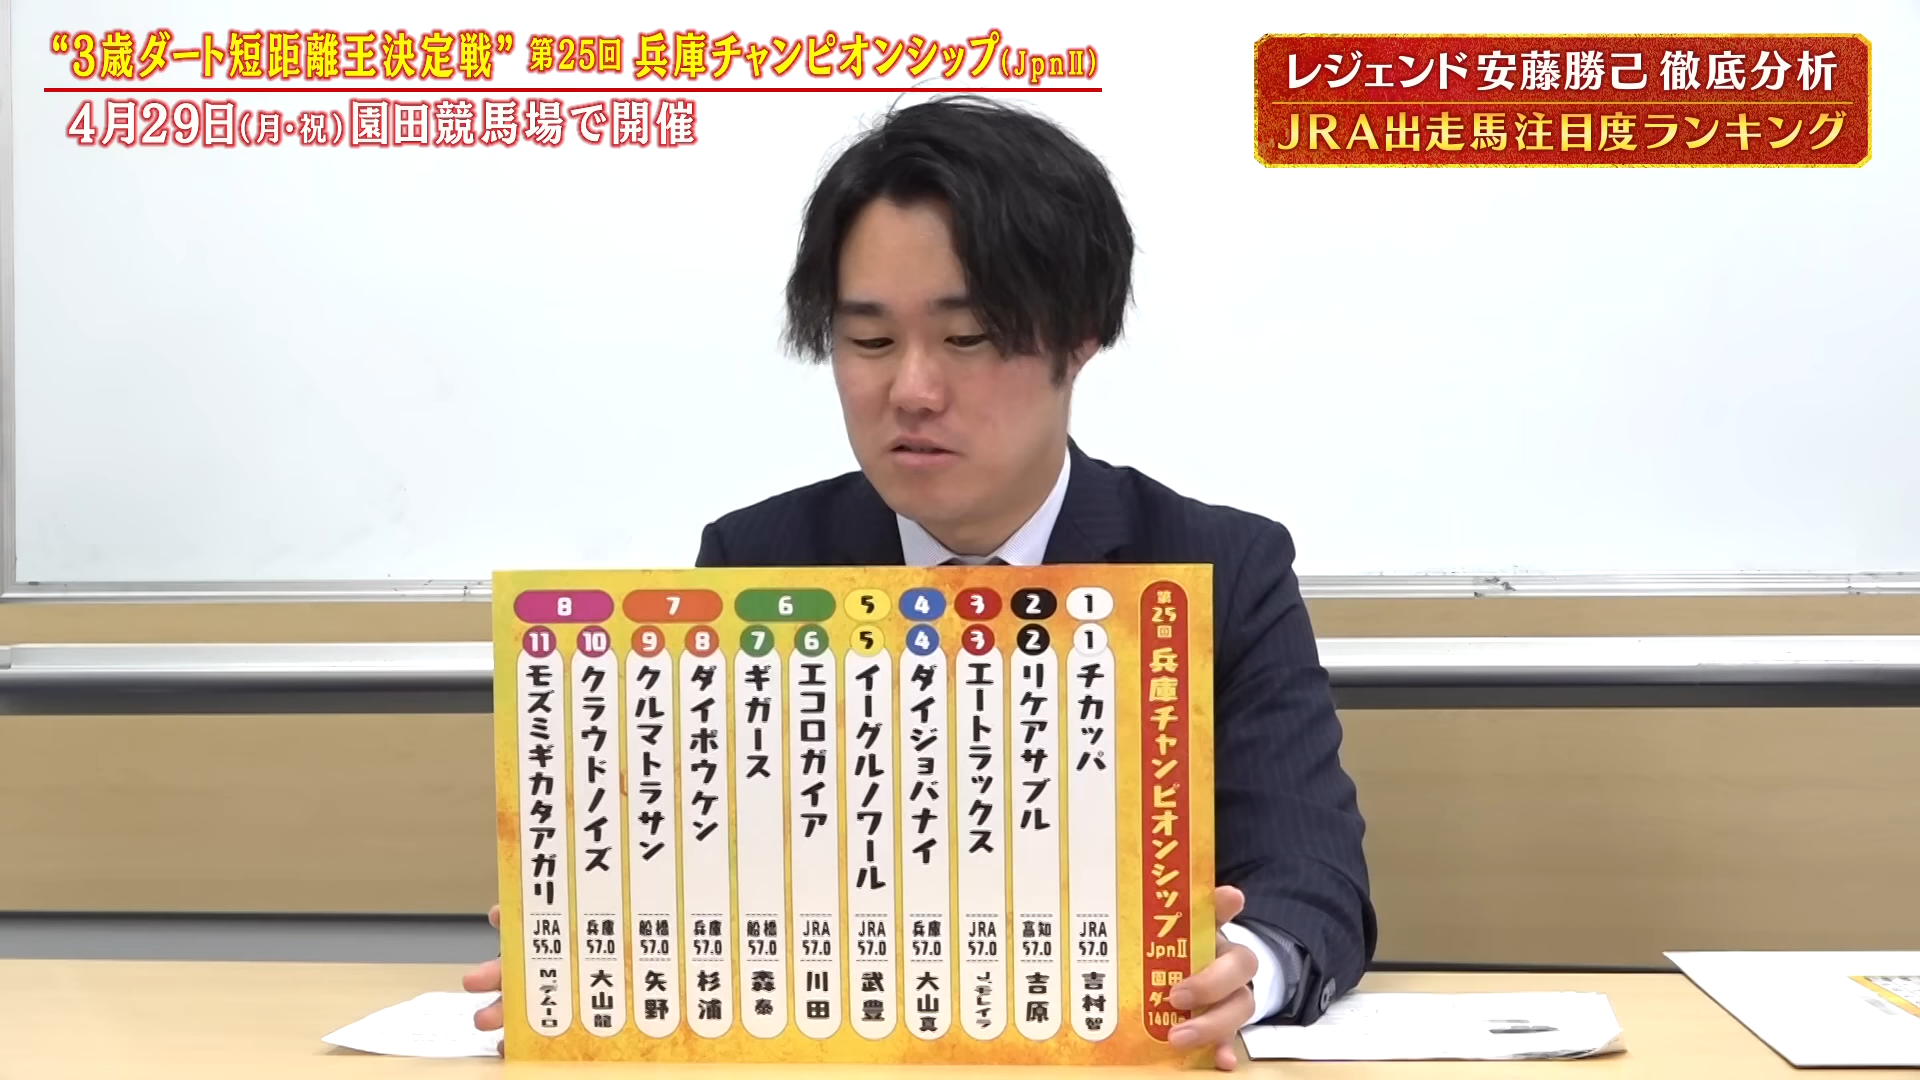 “3歳ダート短距離王決定戦” 第25回 兵庫チャンピオンシップ(JpnⅡ)
4月29日(月・祝)園田競馬場で開催
レジェンド安藤勝己 徹底分析
JRA出走馬注目度ランキング
第25回 兵庫チャンピオンシップ JpnⅡ 園田 ダート 1400m
1 1 チカッパ JRA 57.0 吉村智
2 2 リケアサブル 高知 57.0 吉原
3 3 エートラックス JRA 57.0 J.モレイラ
4 4 ダイジョバナイ 兵庫 57.0 大山真
5 5 イーグルノワール JRA 57.0 武豊
6 6 エコロガイア JRA 57.0 川田
7 ギガース 船橋 57.0 森泰
7 8 ダイボウケン 兵庫 57.0 杉浦
9 クルマトラサン 船橋 57.0 矢野
8 10 クラウドノイズ 兵庫 57.0 大山龍
11 モズミギカタアガリ JRA 55.0 M.デムーロ